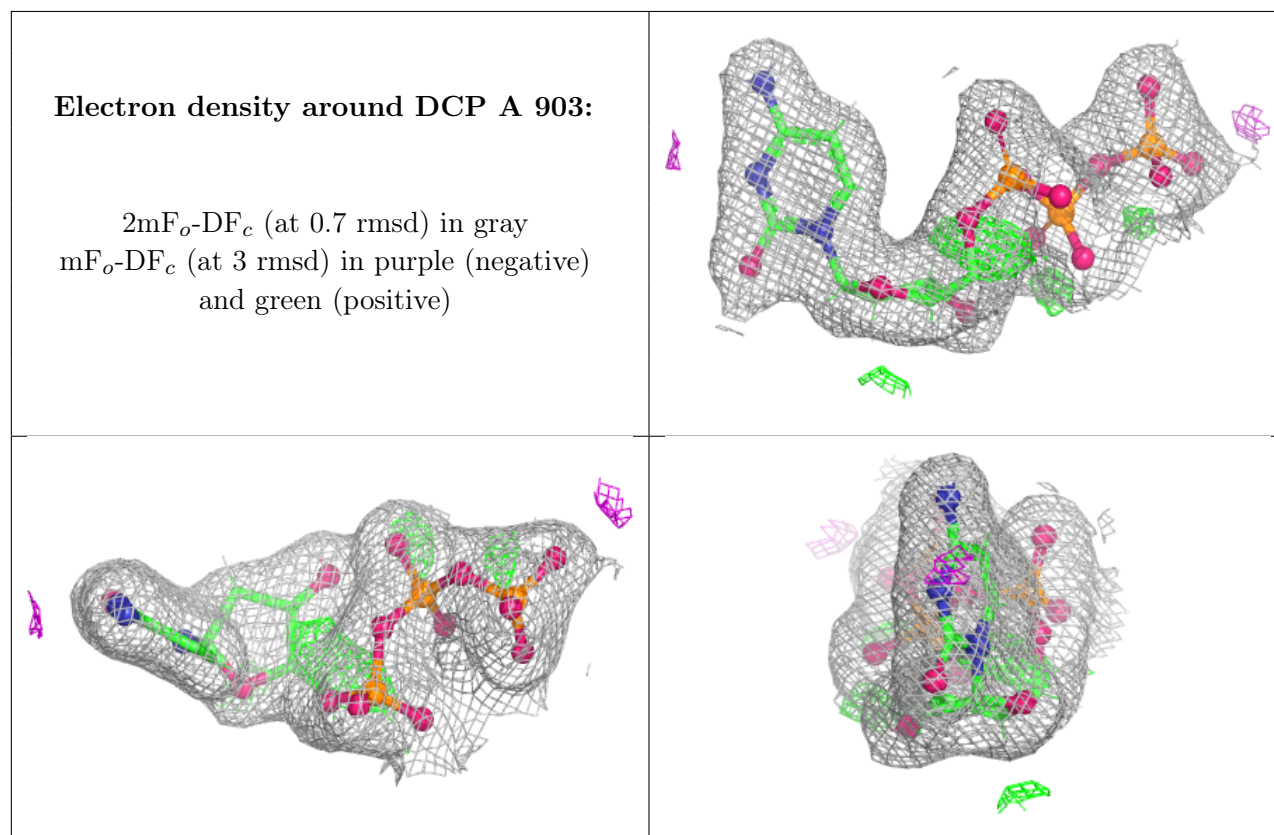 Electron density around DCP A 903:
2mFo-DFc (at 0.7 rmsd) in gray
mFo-DFc (at 3 rmsd) in purple (negative)
and green (positive)